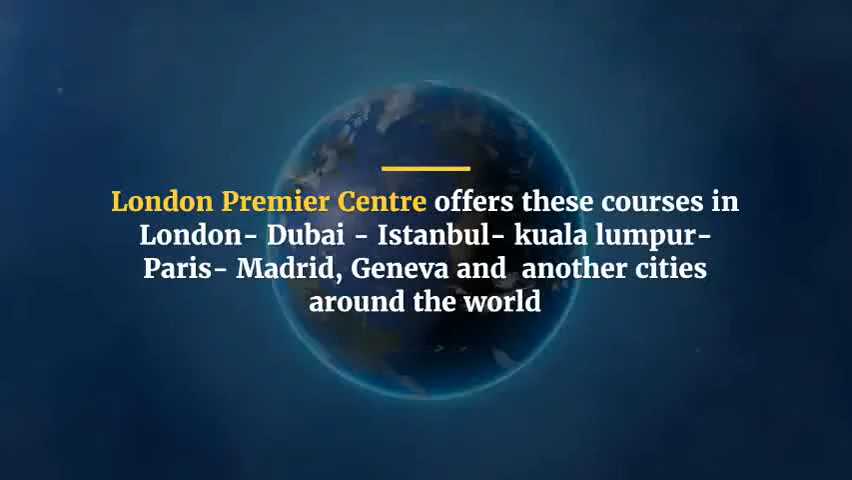 London Premier Centre offers these courses in
London- Dubai - Istanbul- kuala lumpur-
Paris- Madrid, Geneva and  another cities
around the world